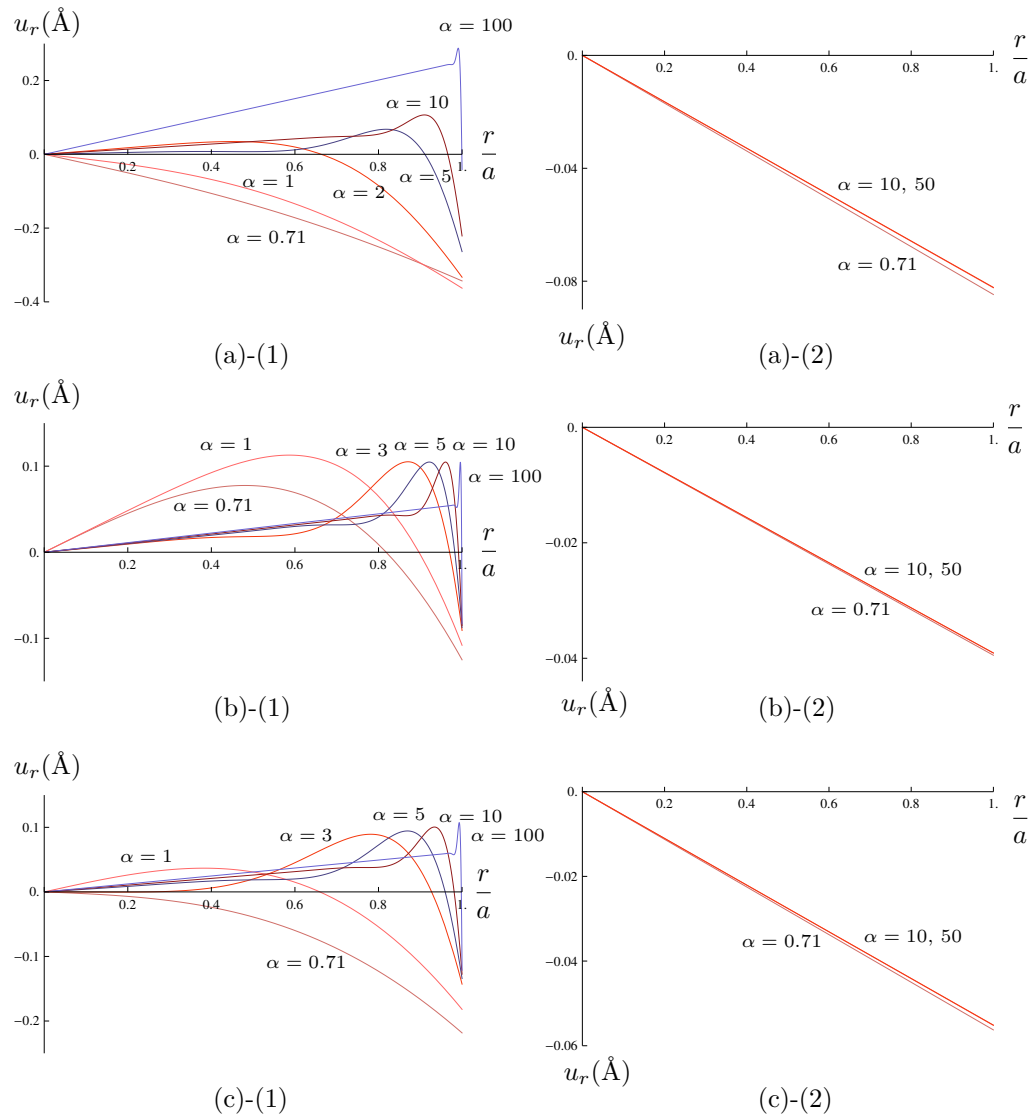 u_r(Å)
α = 100
0.2
α = 10
r/a
0.
0.2
0.4
0.6
0.8
1.
α = 1
α = 2
α = 5
−0.2
α = 0.71
−0.4
(a)-(1)
r/a
0.
0.2
0.4
0.6
0.8
1.
−0.04
α = 10, 50
α = 0.71
−0.08
u_r(Å)
(a)-(2)
u_r(Å)
α = 1
α = 3
α = 5
α = 10
0.1
α = 100
α = 0.71
r/a
0.
0.2
0.4
0.6
0.8
1.
−0.1
(b)-(1)
r/a
0.
0.2
0.4
0.6
0.8
1.
−0.02
α = 10, 50
α = 0.71
−0.04
u_r(Å)
(b)-(2)
u_r(Å)
α = 5
α = 10
0.1
α = 3
α = 100
α = 1
r/a
0.
0.2
0.4
0.6
0.8
1.
α = 0.71
−0.1
−0.2
(c)-(1)
0.
r/a
0.2
0.4
0.6
0.8
1.
−0.02
α = 0.71
α = 10, 50
−0.04
−0.06
u_r(Å)
(c)-(2)